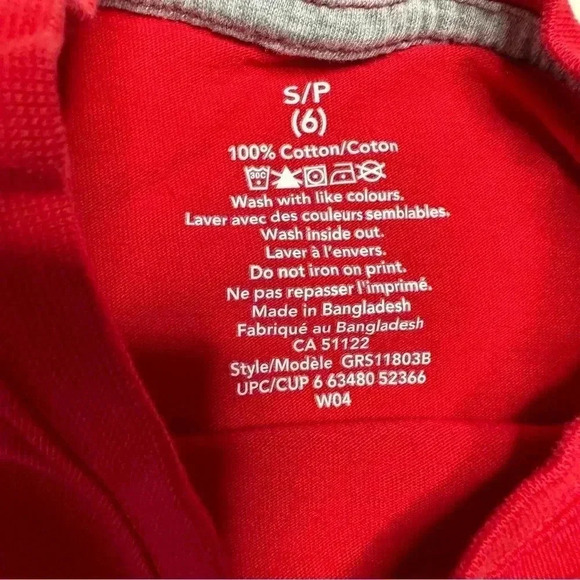 S/P
(6)
100% Cotton/Coton
30C
Wash with like colours.
Laver avec des couleurs semblables.
Wash inside out.
Laver à l'envers.
Do not iron on print.
Ne pas repasser l'imprimé.
Made in Bangladesh
Fabriqué au Bangladesh
CA 51122
Style/Modèle GRS11803B
UPC/CUP 6 63480 52366
W04